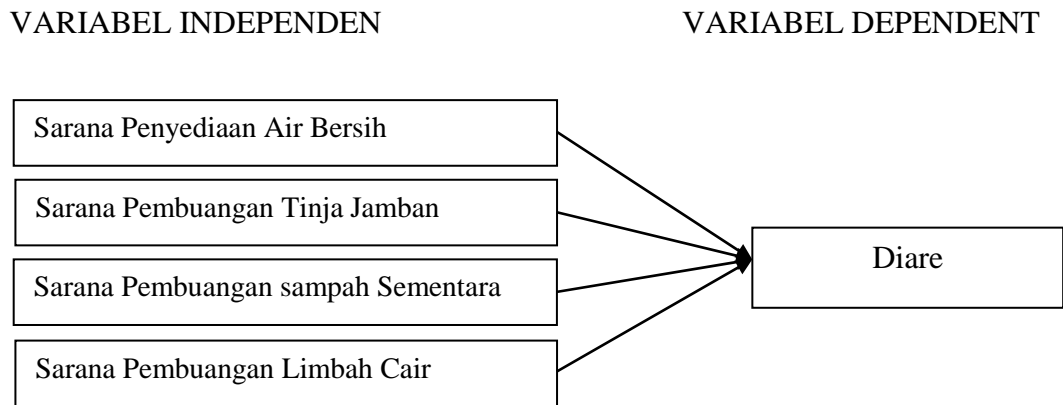 VARIABEL INDEPENDEN
VARIABEL DEPENDENT
Sarana Penyediaan Air Bersih
Sarana Pembuangan Tinja Jamban
Sarana Pembuangan sampah Sementara
Sarana Pembuangan Limbah Cair
Diare